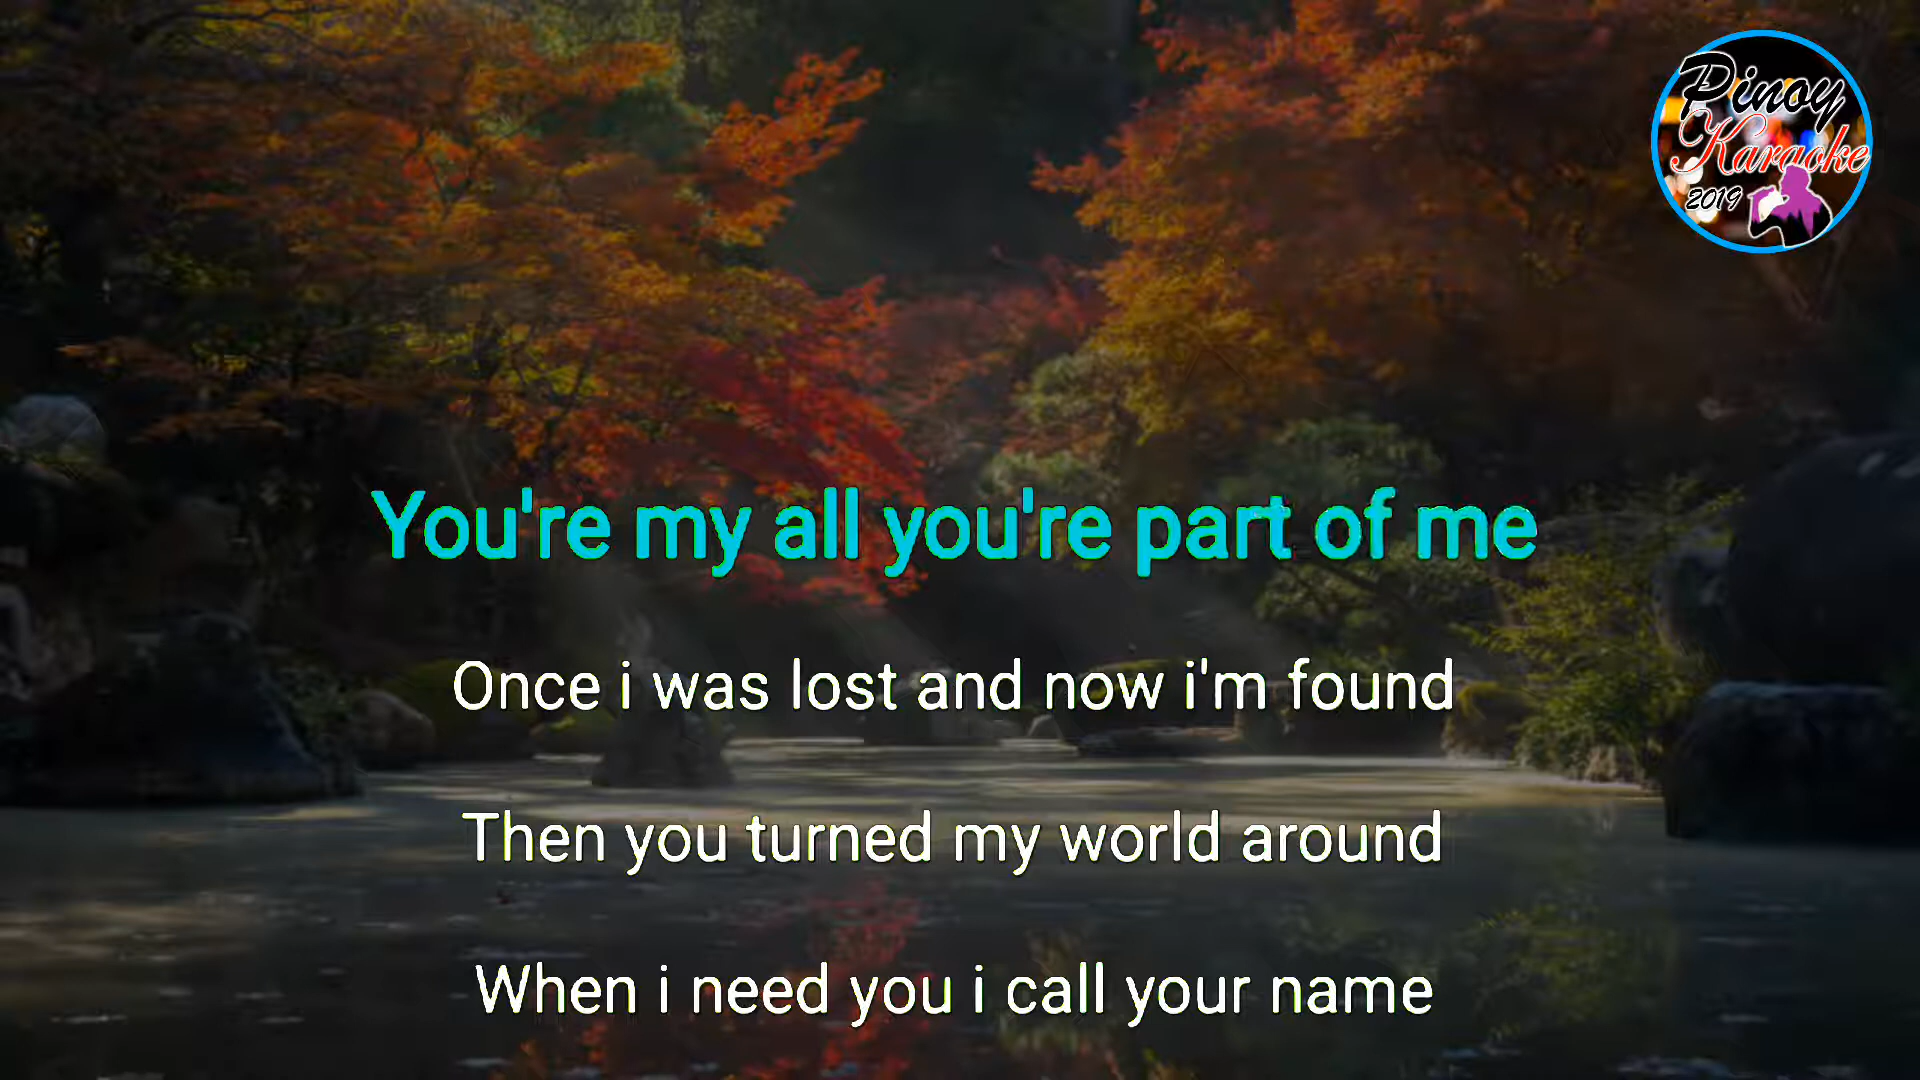 Pinoy
Karaoke
2019
You're my all you're part of me
Once i was lost and now i'm found
Then you turned my world around
When i need you i call your name